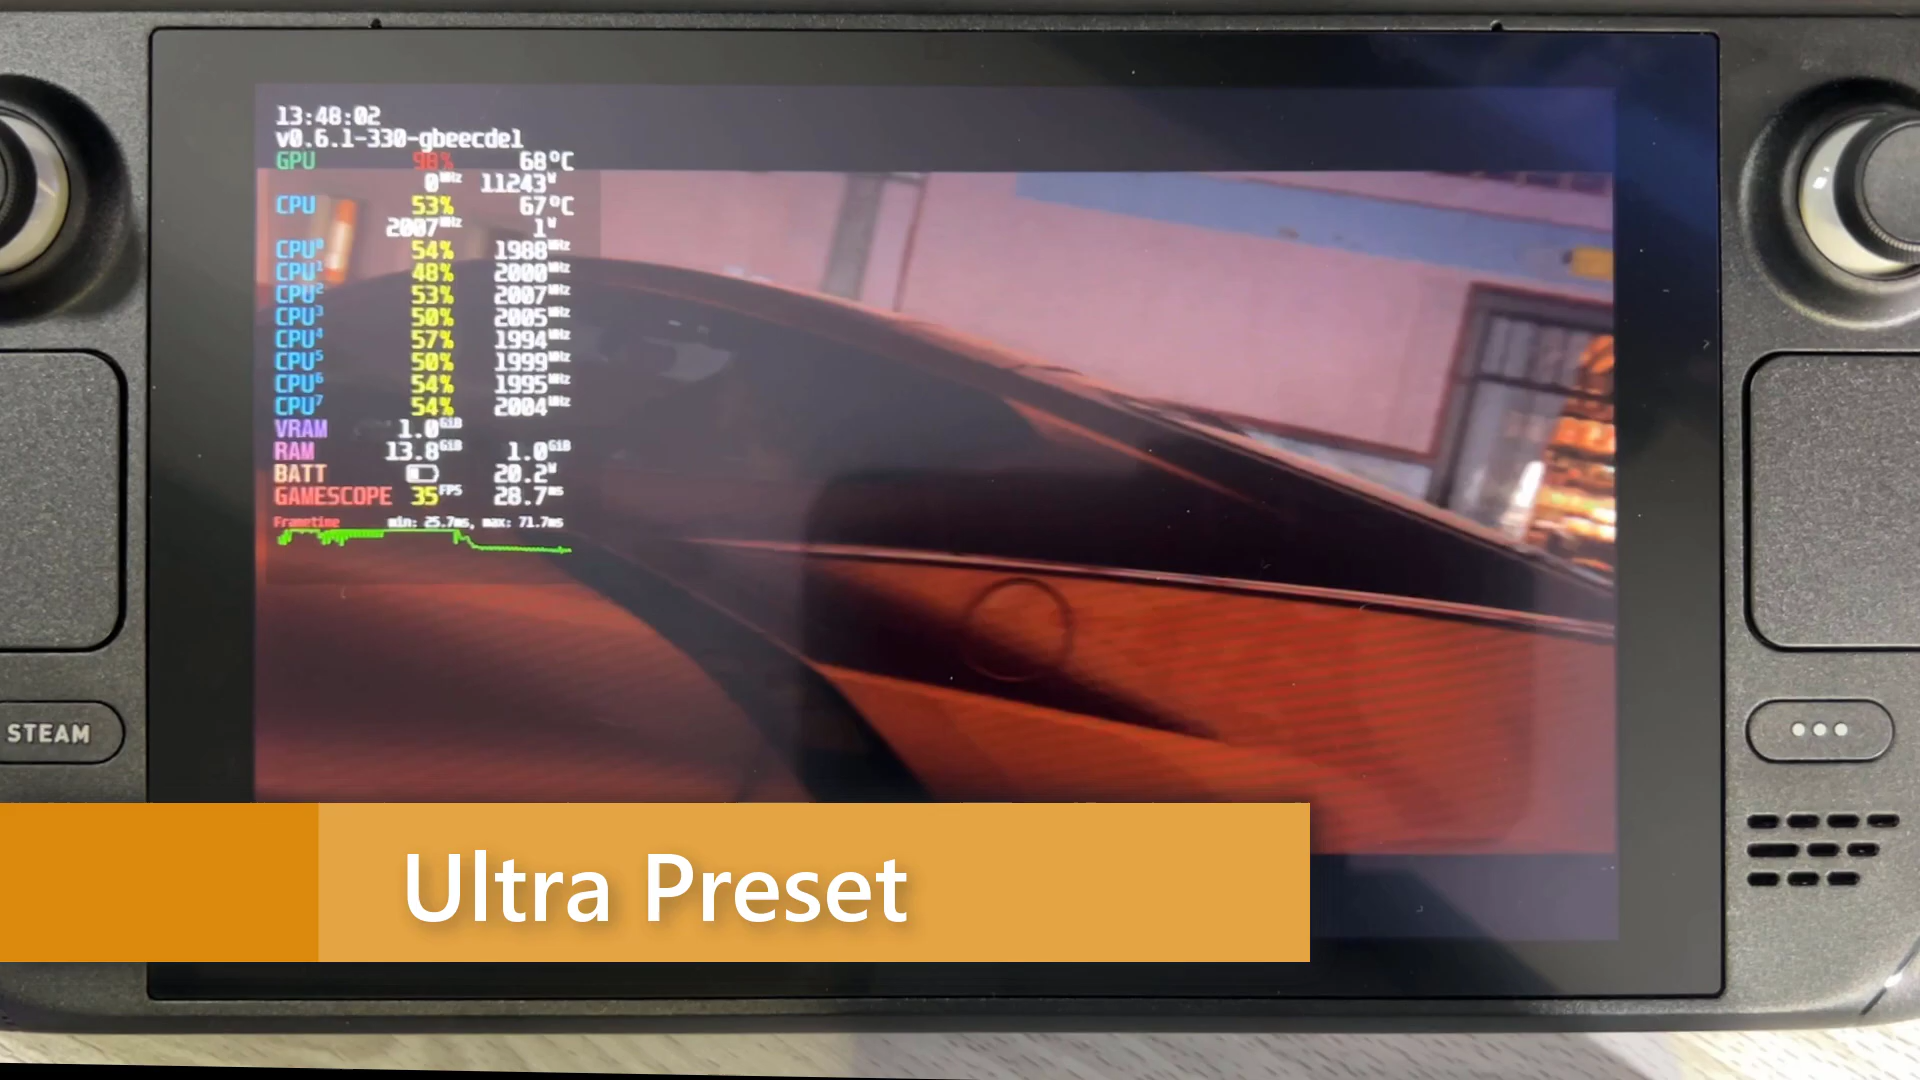 13:48:02
v0.6.1-330-gbeecde1
GPU 98% 68°C
0MHz 11243W
CPU 53% 67°C
2007MHz 1W
CPU0 54% 1988MHz
CPU1 48% 2000MHz
CPU2 53% 2007MHz
CPU3 50% 2005MHz
CPU4 57% 1994MHz
CPU5 50% 1999MHz
CPU6 54% 1995MHz
CPU7 54% 2004MHz
VRAM 1.0GiB
RAM 13.8GiB 1.0GiB
BATT 20.2W
GAMESCOPE 35FPS 28.7ms
Frametime min: 25.7ms, max: 71.7ms
STEAM
Ultra Preset